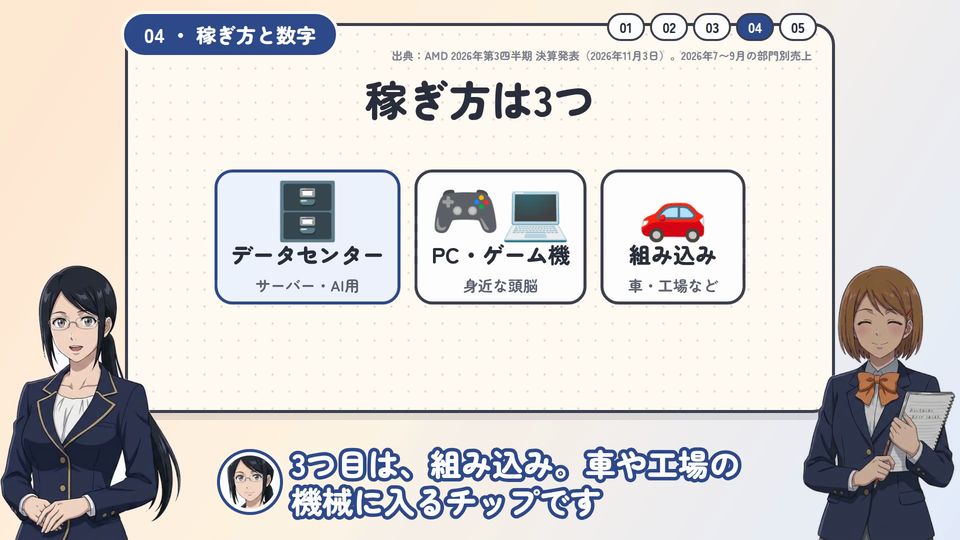 04 ・ 稼ぎ方と数字
01 02 03 04 05
出典：AMD 2026年第3四半期 決算発表（2026年11月3日）。2026年7〜9月の部門別売上
稼ぎ方は3つ
データセンター
サーバー・AI用
PC・ゲーム機
身近な頭脳
組み込み
車・工場など
3つ目は、組み込み。車や工場の
機械に入るチップです